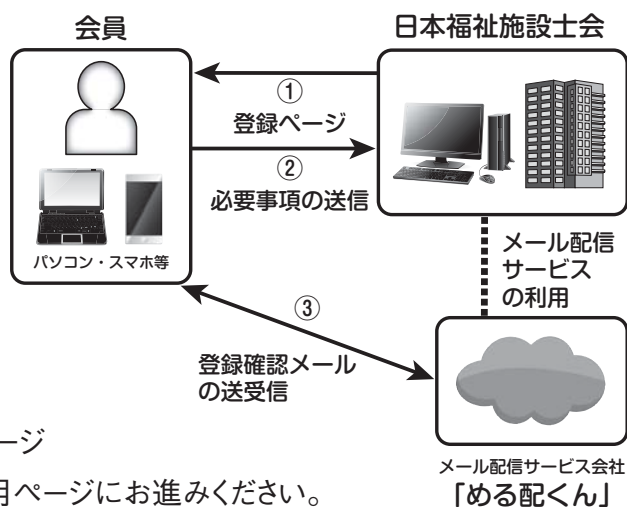 会員
日本福祉施設士会
①
登録ページ
②
必要事項の送信
パソコン・スマホ等
メール配信
サービス
の利用
③
登録確認メール
の送受信
ージ
ページにお進みください。
メール配信サービス会社
「める配くん」